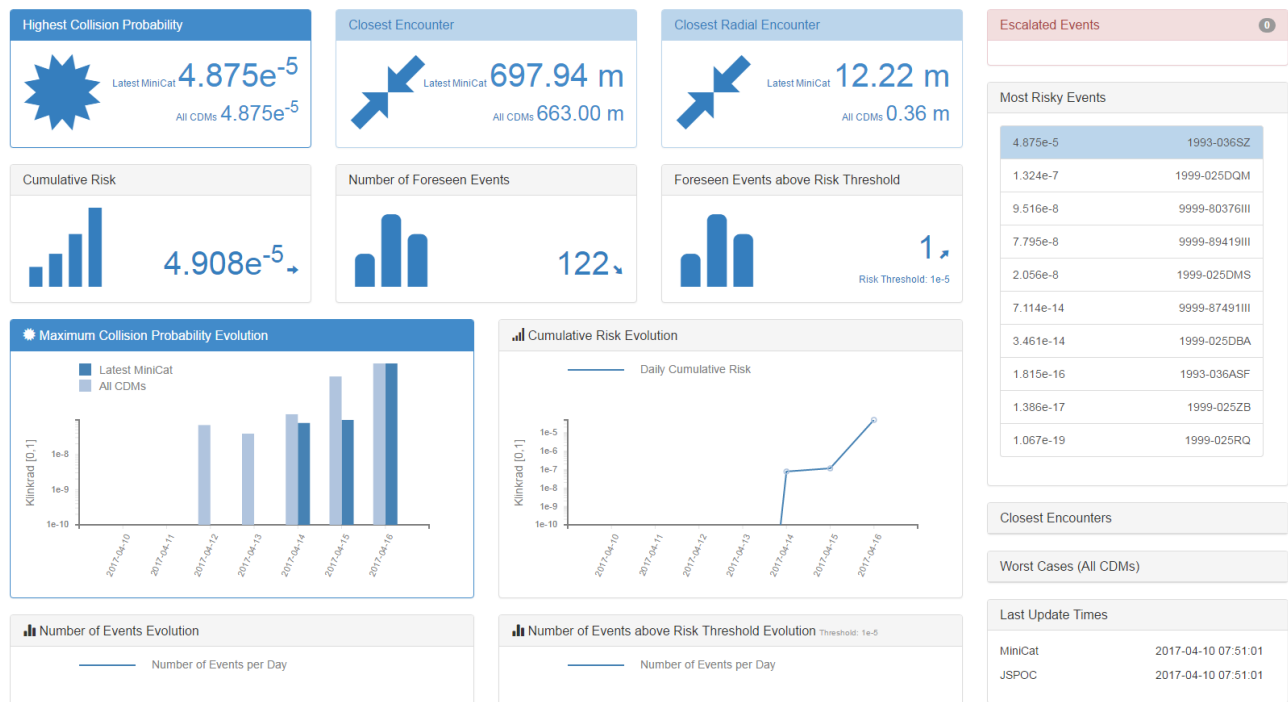 Highest Collision Probability
Latest MiniCat 4.875e-5
All CDMs 4.875e-5
Closest Encounter
Latest MiniCat 697.94 m
All CDMs 663.00 m
Closest Radial Encounter
Latest MiniCat 12.22 m
All CDMs 0.36 m
Cumulative Risk
4.908e-5
Number of Foreseen Events
122
Foreseen Events above Risk Threshold
1
Risk Threshold: 1e-5
Maximum Collision Probability Evolution
Latest MiniCat
All CDMs
Klinkrad [0,1]
1e-8
1e-9
1e-10
2017-04-10
2017-04-11
2017-04-12
2017-04-13
2017-04-14
2017-04-15
2017-04-16
Cumulative Risk Evolution
Daily Cumulative Risk
Klinkrad [0,1]
1e-5
1e-6
1e-7
1e-8
1e-9
1e-10
2017-04-10
2017-04-11
2017-04-12
2017-04-13
2017-04-14
2017-04-15
2017-04-16
Number of Events Evolution
Number of Events per Day
Number of Events above Risk Threshold Evolution Threshold: 1e-5
Number of Events per Day
Escalated Events 0
Most Risky Events
4.875e-5 1993-036SZ
1.324e-7 1999-025DQM
9.516e-8 9999-80376III
7.795e-8 9999-89419III
2.056e-8 1999-025DMS
7.114e-14 9999-87491III
3.461e-14 1999-025DBA
1.815e-16 1993-036ASF
1.386e-17 1999-025ZB
1.067e-19 1999-025RQ
Closest Encounters
Worst Cases (All CDMs)
Last Update Times
MiniCat 2017-04-10 07:51:01
JSPOC 2017-04-10 07:51:01